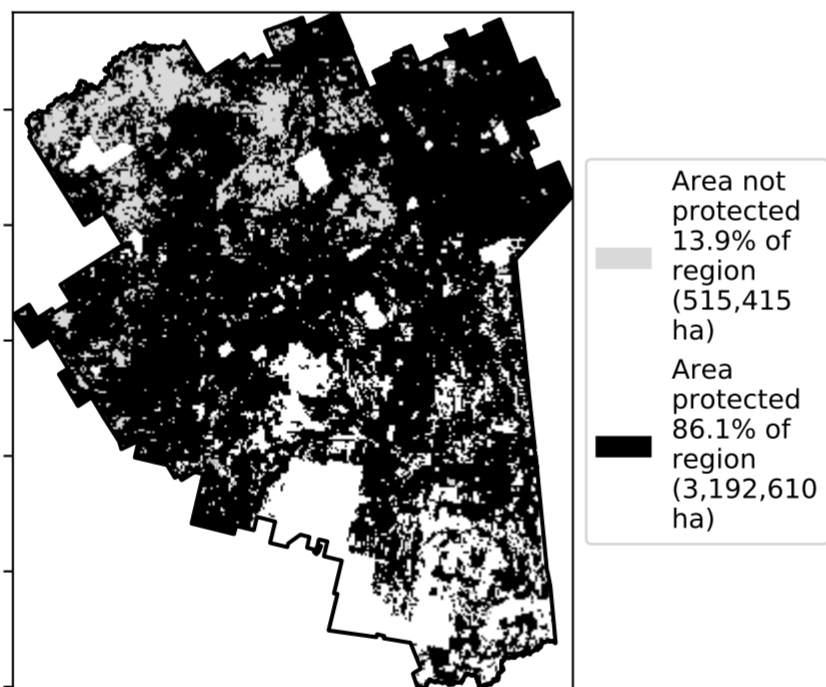 Area not
protected
13.9% of
region
(515,415
ha)
Area
protected
86.1% of
region
(3,192,610
ha)